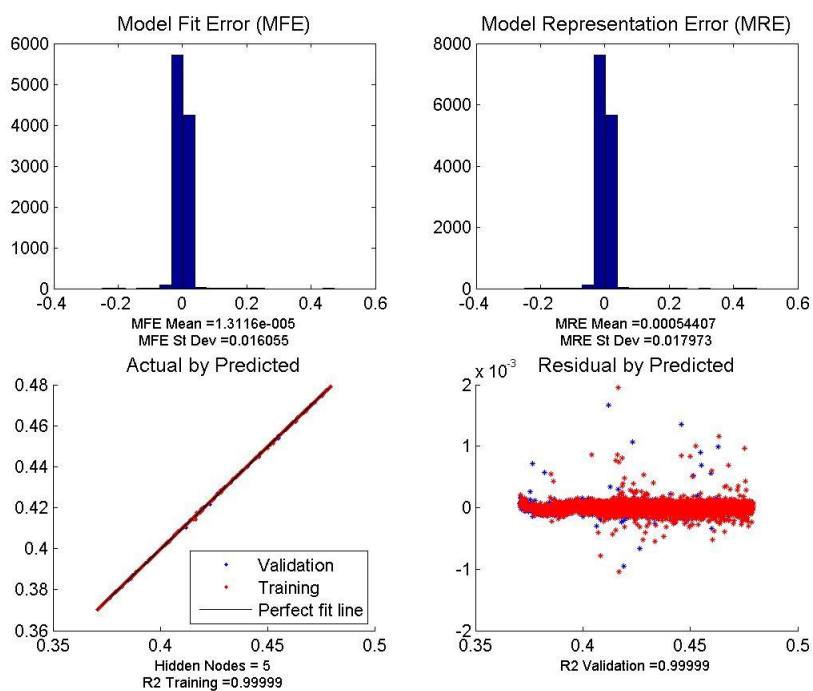 Model Fit Error (MFE)
6000
5000
4000
3000
2000
1000
0
-0.4 -0.2 0 0.2 0.4 0.6
MFE Mean =1.3116e-005
MFE St Dev =0.016055
Model Representation Error (MRE)
8000
6000
4000
2000
0
-0.4 -0.2 0 0.2 0.4 0.6
MRE Mean =0.00054407
MRE St Dev =0.017973
Actual by Predicted
0.48
0.46
0.44
0.42
0.4
0.38
0.36
Validation
Training
Perfect fit line
0.35 0.4 0.45 0.5
Hidden Nodes = 5
R2 Training =0.99999
Residual by Predicted
x 10^-3
2
1
0
-1
-2
0.35 0.4 0.45 0.5
R2 Validation =0.99999